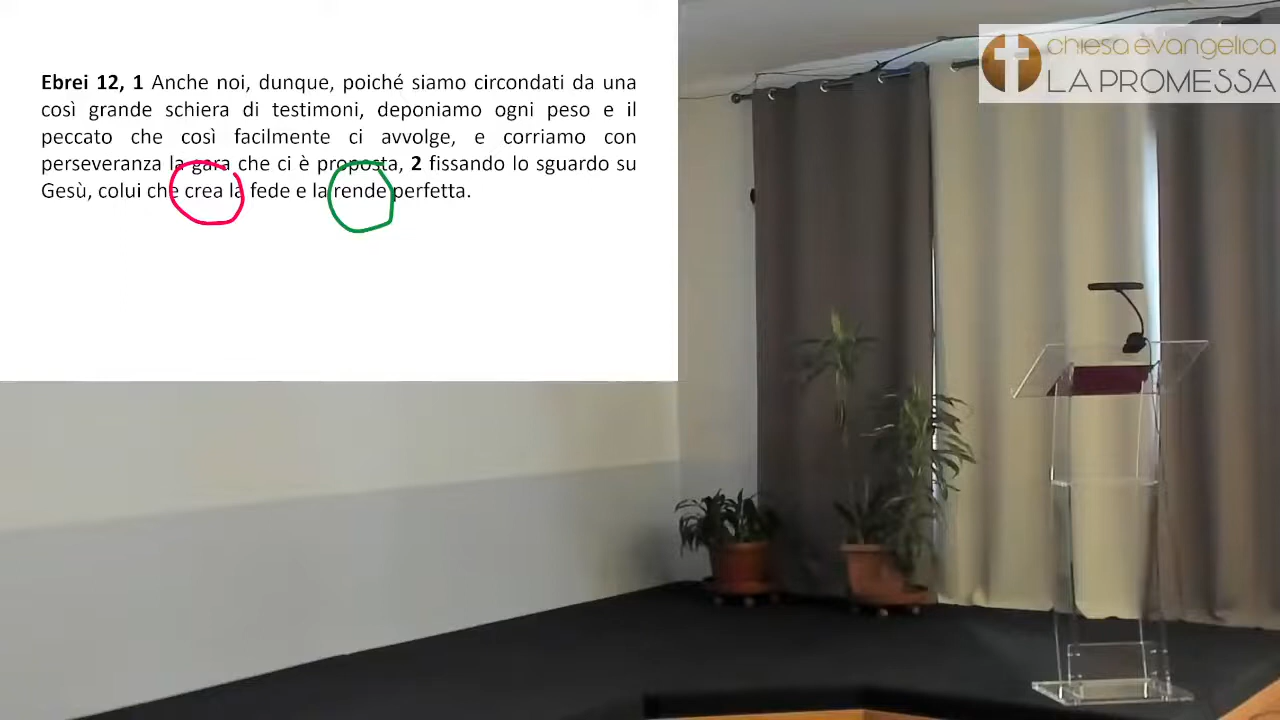 Ebrei 12, 1 Anche noi, dunque, poiché siamo circondati da una
così grande schiera di testimoni, deponiamo ogni peso e il
peccato che così facilmente ci avvolge, e corriamo con
perseveranza la gara che ci è proposta, 2 fissando lo sguardo su
Gesù, colui che crea la fede e la rende perfetta.
chiesa evangelica
LA PROMESSA